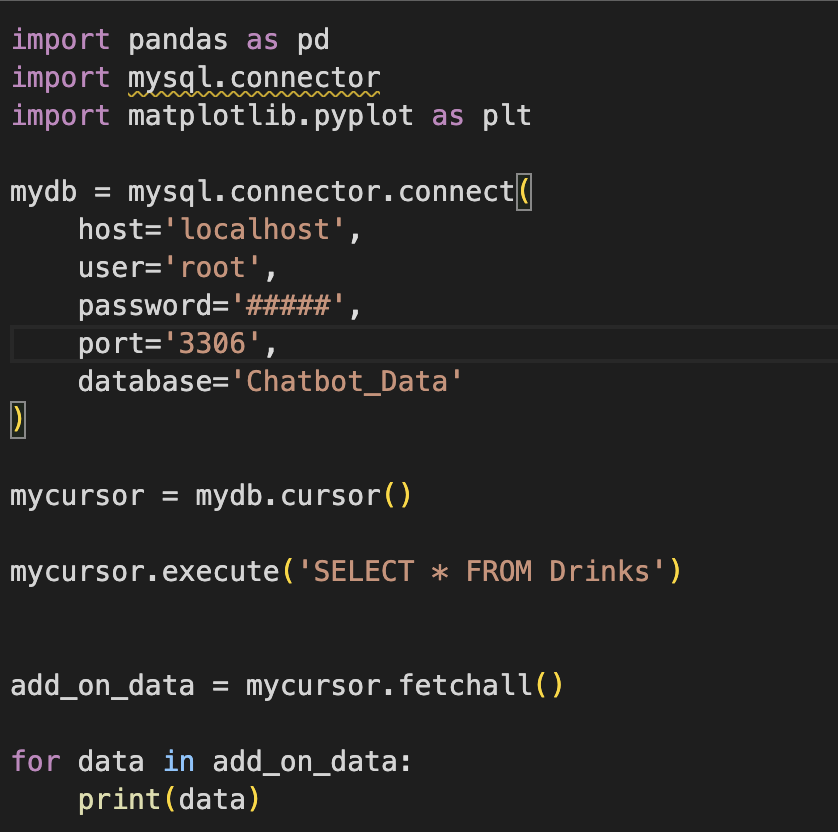 import pandas as pd
import mysql.connector
import matplotlib.pyplot as plt
mydb = mysql.connector.connect(
    host='localhost',
    user='root',
    password='#####',
    port='3306',
    database='Chatbot_Data'
)
mycursor = mydb.cursor()
mycursor.execute('SELECT * FROM Drinks')
add_on_data = mycursor.fetchall()
for data in add_on_data:
    print(data)